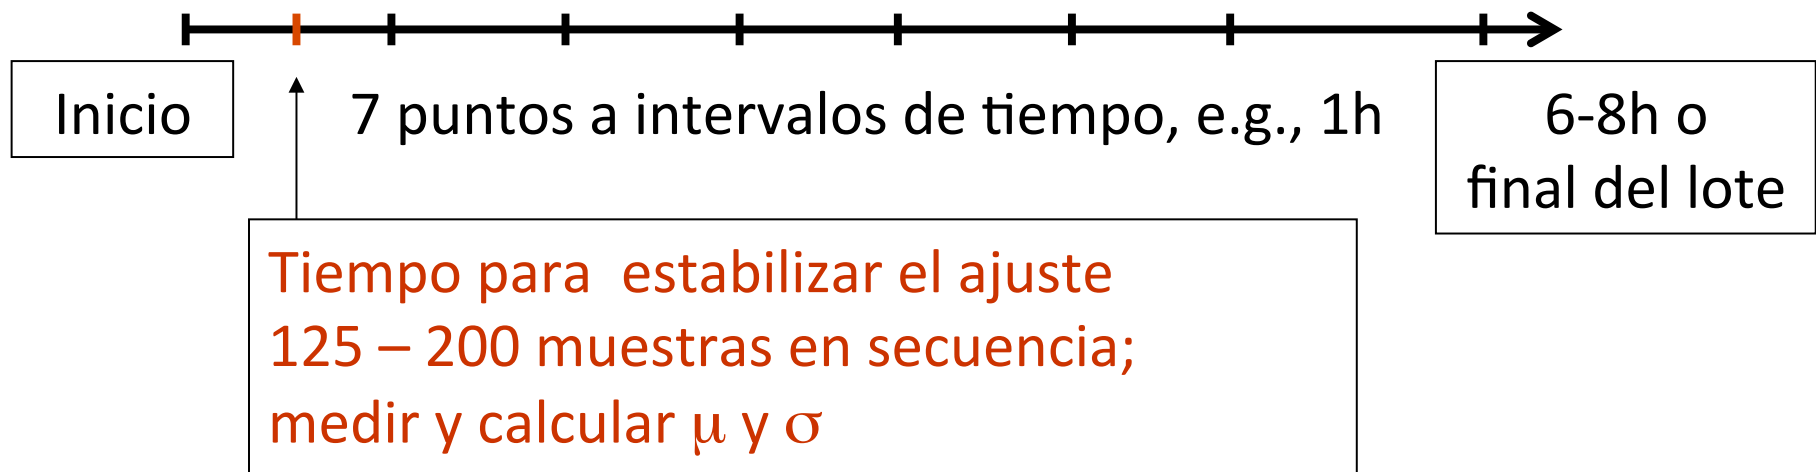 Inicio
7 puntos a intervalos de tiempo, e.g., 1h
6-8h o
final del lote
Tiempo para estabilizar el ajuste
125 – 200 muestras en secuencia;
medir y calcular μ y σ